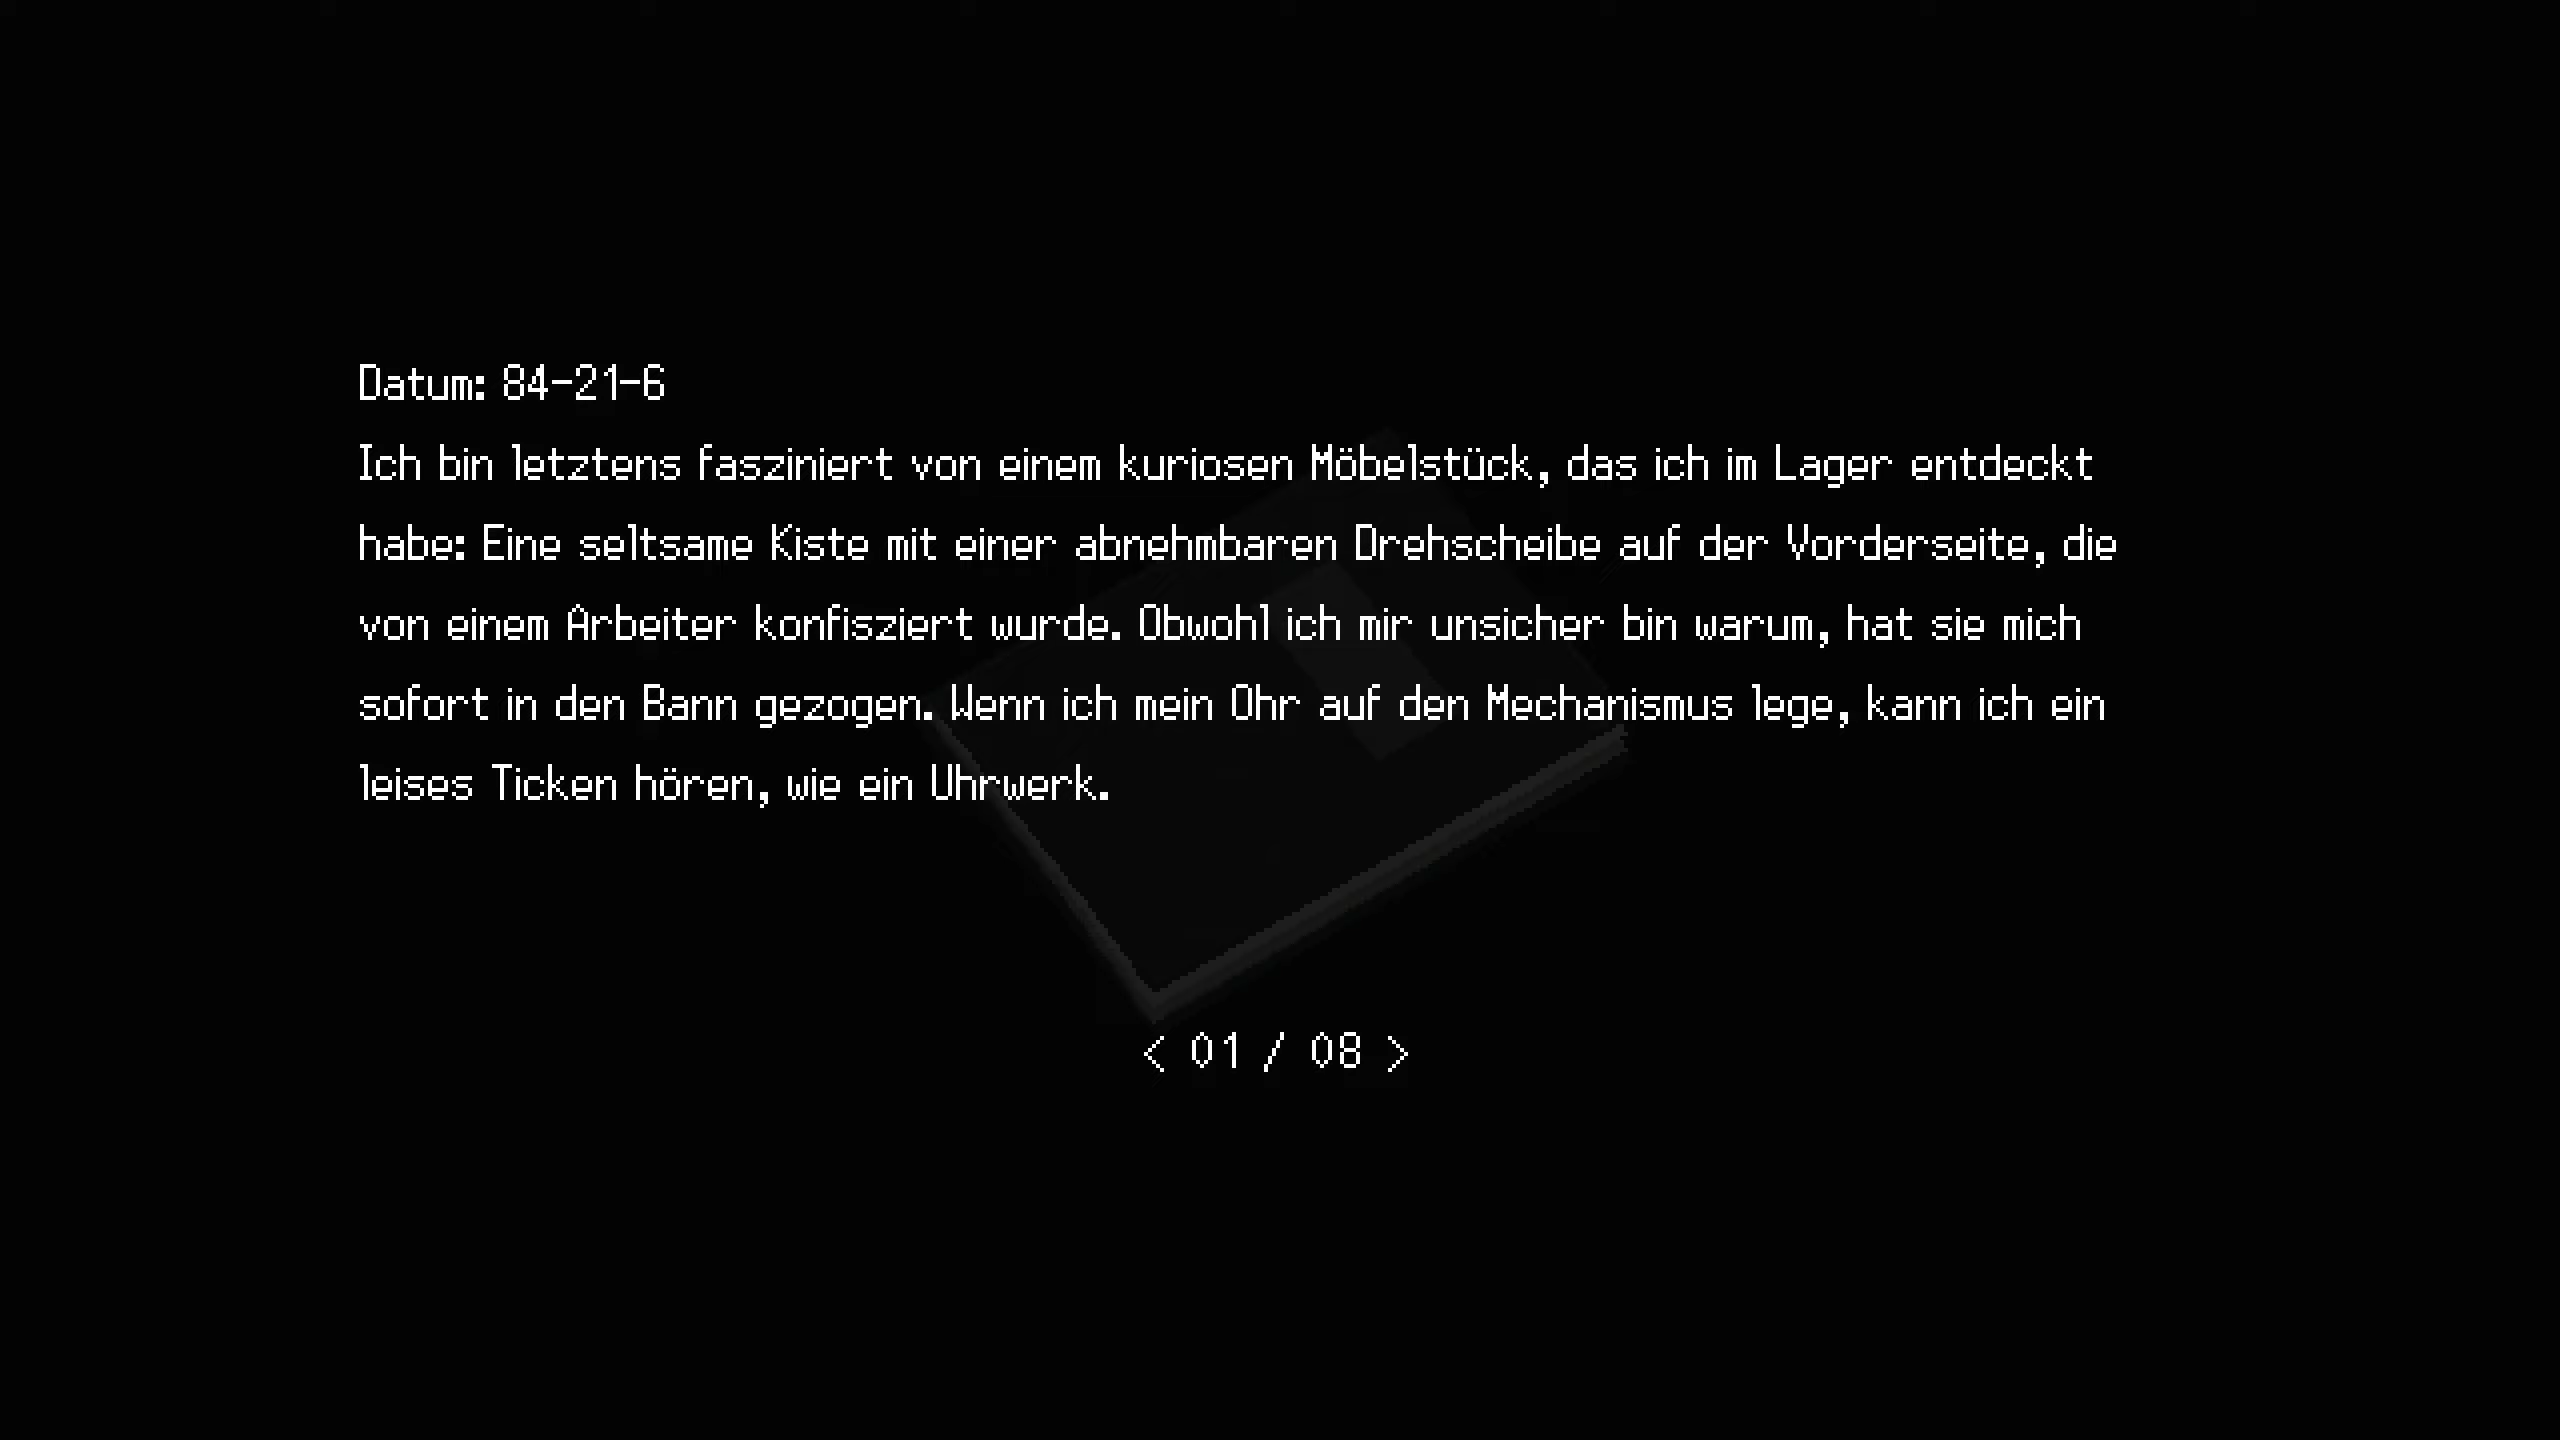 Datum: 84-21-6
Ich bin letztens fasziniert von einem kuriosen Möbelstück, das ich im Lager entdeckt
habe: Eine seltsame Kiste mit einer abnehmbaren Drehscheibe auf der Vorderseite, die
von einem Arbeiter konfisziert wurde. Obwohl ich mir unsicher bin warum, hat sie mich
sofort in den Bann gezogen. Wenn ich mein Ohr auf den Mechanismus lege, kann ich ein
leises Ticken hören, wie ein Uhrwerk.
< 01 / 08 >